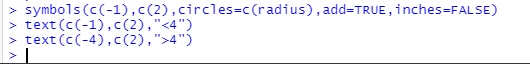 > symbols(c(-1),c(2),circles=c(radius),add=TRUE,inches=FALSE)
> text(c(-1),c(2),"<4")
> text(c(-4),c(2),">4")
>